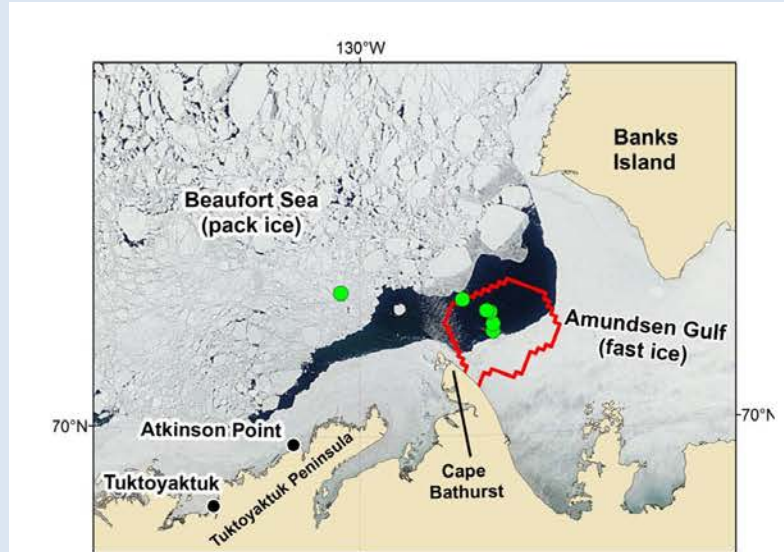 130°W
Banks
Island
Beaufort Sea
(pack ice)
Amundsen Gulf
(fast ice)
70°N
70°N
Atkinson Point
Tuktoyaktuk
Tuktoyaktuk Peninsula
Cape
Bathurst